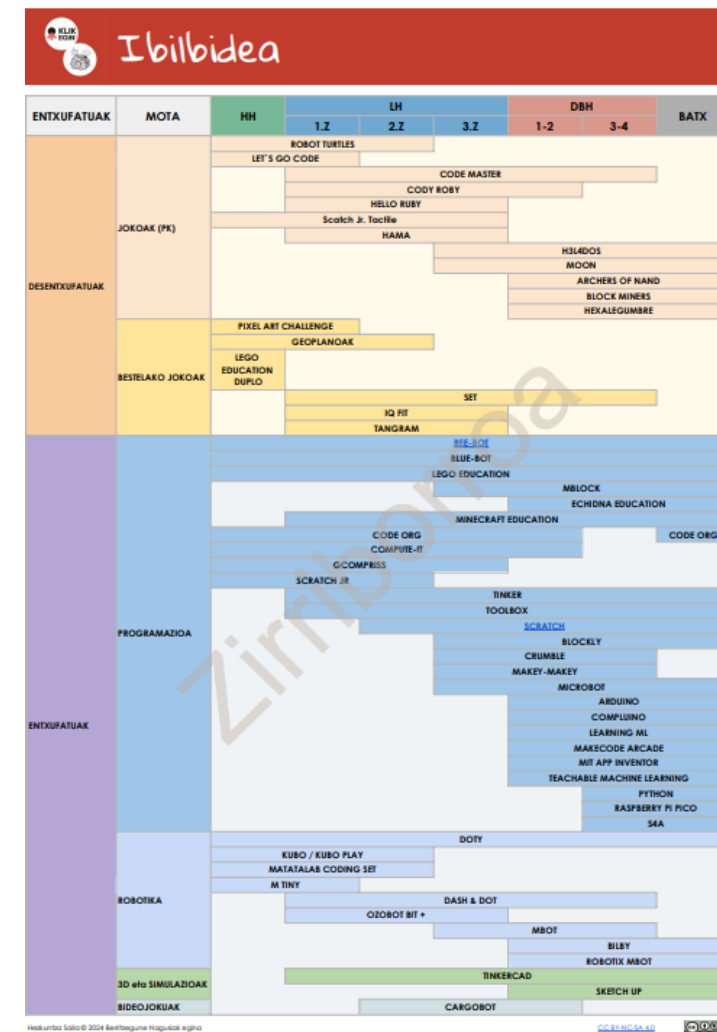 KLIK
EGIN
Ibilbidea
ENTXUFATUAK MOTA HH LH DBH BATX
1.Z 2.Z 3.Z 1-2 3-4
DESENTXUFATUAK
JOKOAK (PK)
ROBOT TURTLES
LET´S GO CODE
CODE MASTER
CODY ROBY
HELLO RUBY
Scatch Jr. Tactile
HAMA
H3L4DOS
MOON
ARCHERS OF NAND
BLOCK MINERS
HEXALEGUMBRE
BESTELAKO JOKOAK
PIXEL ART CHALLENGE
GEOPLANOAK
LEGO
EDUCATION
DUPLO
SET
IQ FIT
TANGRAM
ENTXUFATUAK
PROGRAMAZIOA
BEE-BOT
BLUE-BOT
LEGO EDUCATION
MBLOCK
ECHIDNA EDUCATION
MINECRAFT EDUCATION
CODE ORG CODE ORG
COMPUTE-IT
GCOMPRISS
SCRATCH JR
TINKER
TOOLBOX
SCRATCH
BLOCKLY
CRUMBLE
MAKEY-MAKEY
MICROBOT
ARDUINO
COMPLUINO
LEARNING ML
MAKECODE ARCADE
MIT APP INVENTOR
TEACHABLE MACHINE LEARNING
PYTHON
RASPBERRY PI PICO
S4A
ROBOTIKA
DOTY
KUBO / KUBO PLAY
MATATALAB CODING SET
M TINY
DASH & DOT
OZOBOT BIT +
MBOT
BILBY
ROBOTIX MBOT
3D eta SIMULAZIOAK
TINKERCAD
SKETCH UP
BIDEOJOKUAK
CARGOBOT
Zirriborroa
Hezkuntza Saila© 2024 Berritzegune Nagusiak egina
CC BY-NC-SA 4.0